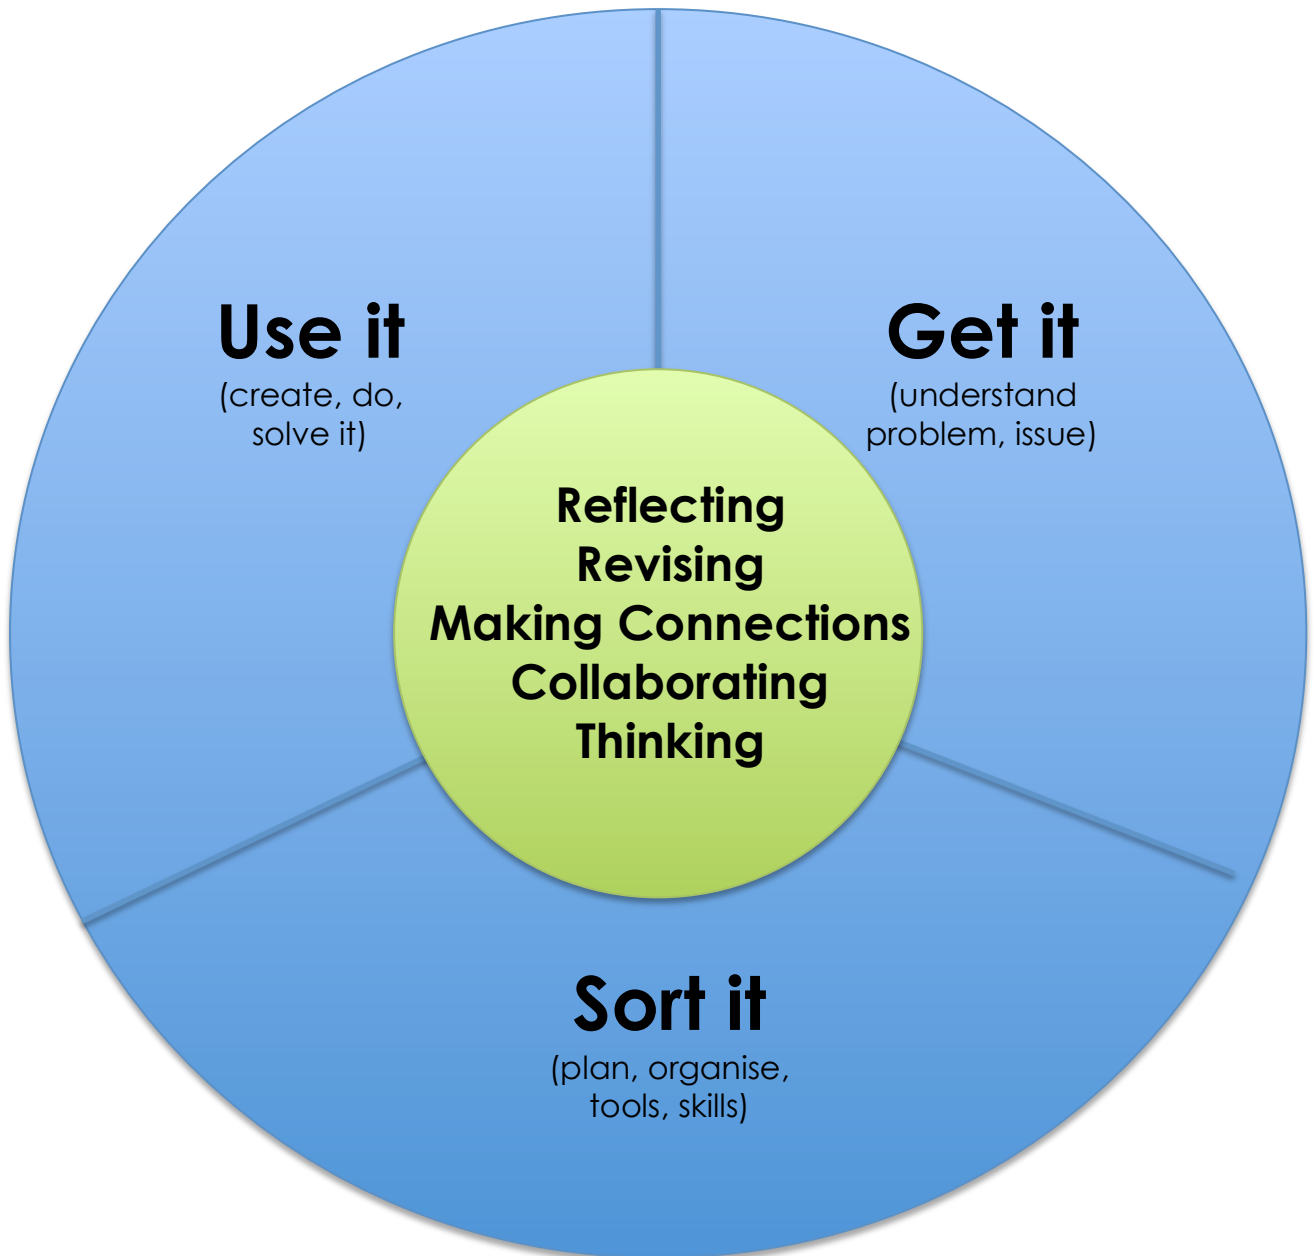 Use it
(create, do,
solve it)
Get it
(understand
problem, issue)
Reflecting
Revising
Making Connections
Collaborating
Thinking
Sort it
(plan, organise,
tools, skills)